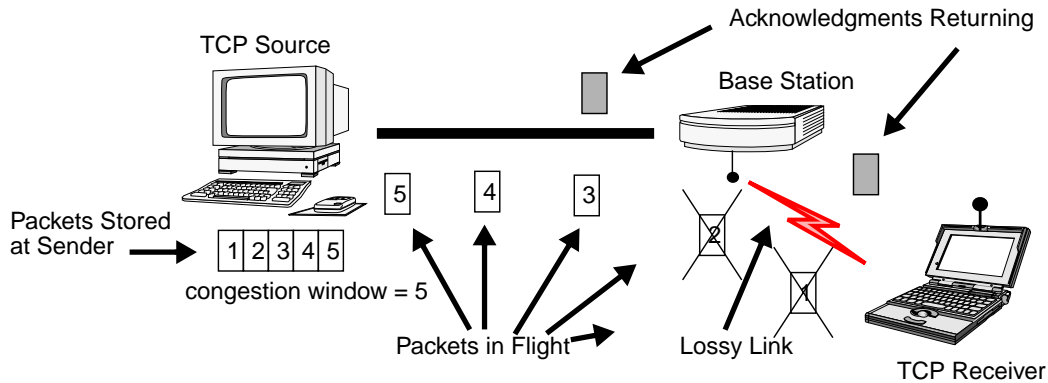 Acknowledgments Returning
TCP Source
Base Station
5
4
3
Packets Stored
at Sender
1 2 3 4 5
2
1
congestion window = 5
Packets in Flight
Lossy Link
TCP Receiver